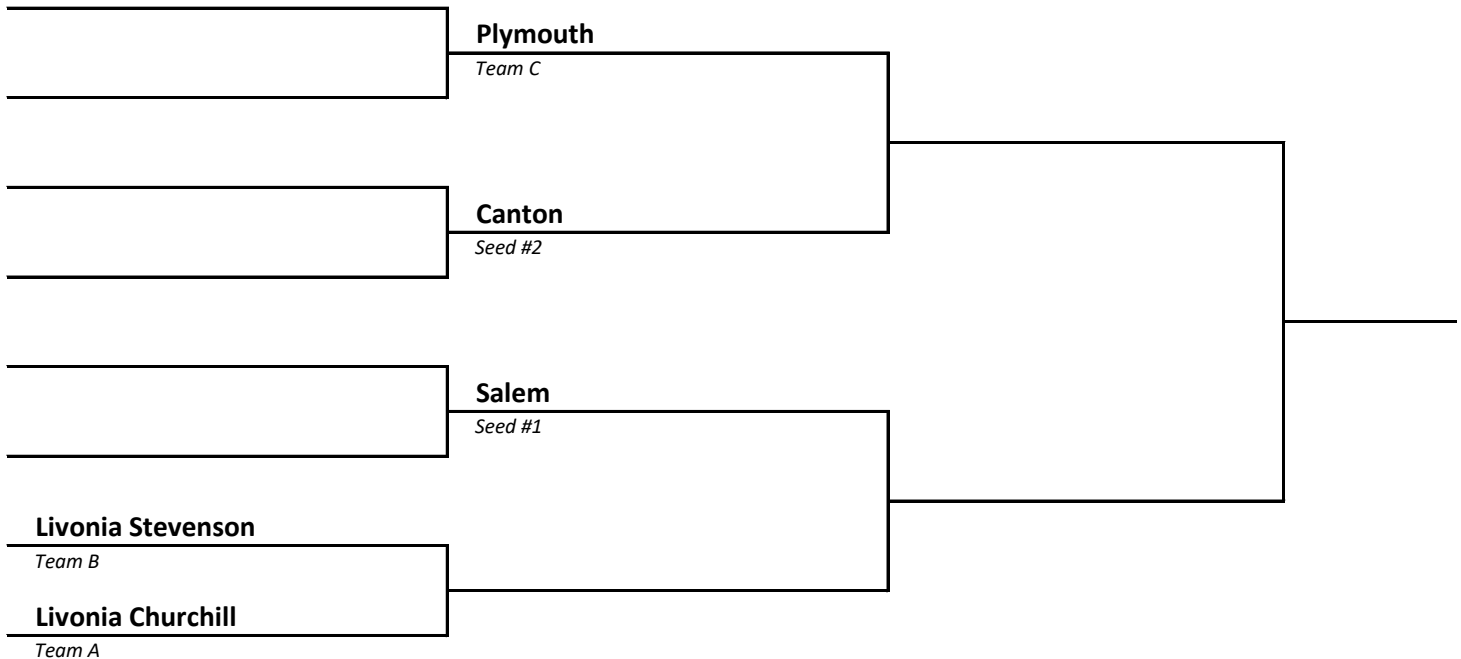 Plymouth
Team C
Canton
Seed #2
Salem
Seed #1
Livonia Stevenson
Team B
Livonia Churchill
Team A